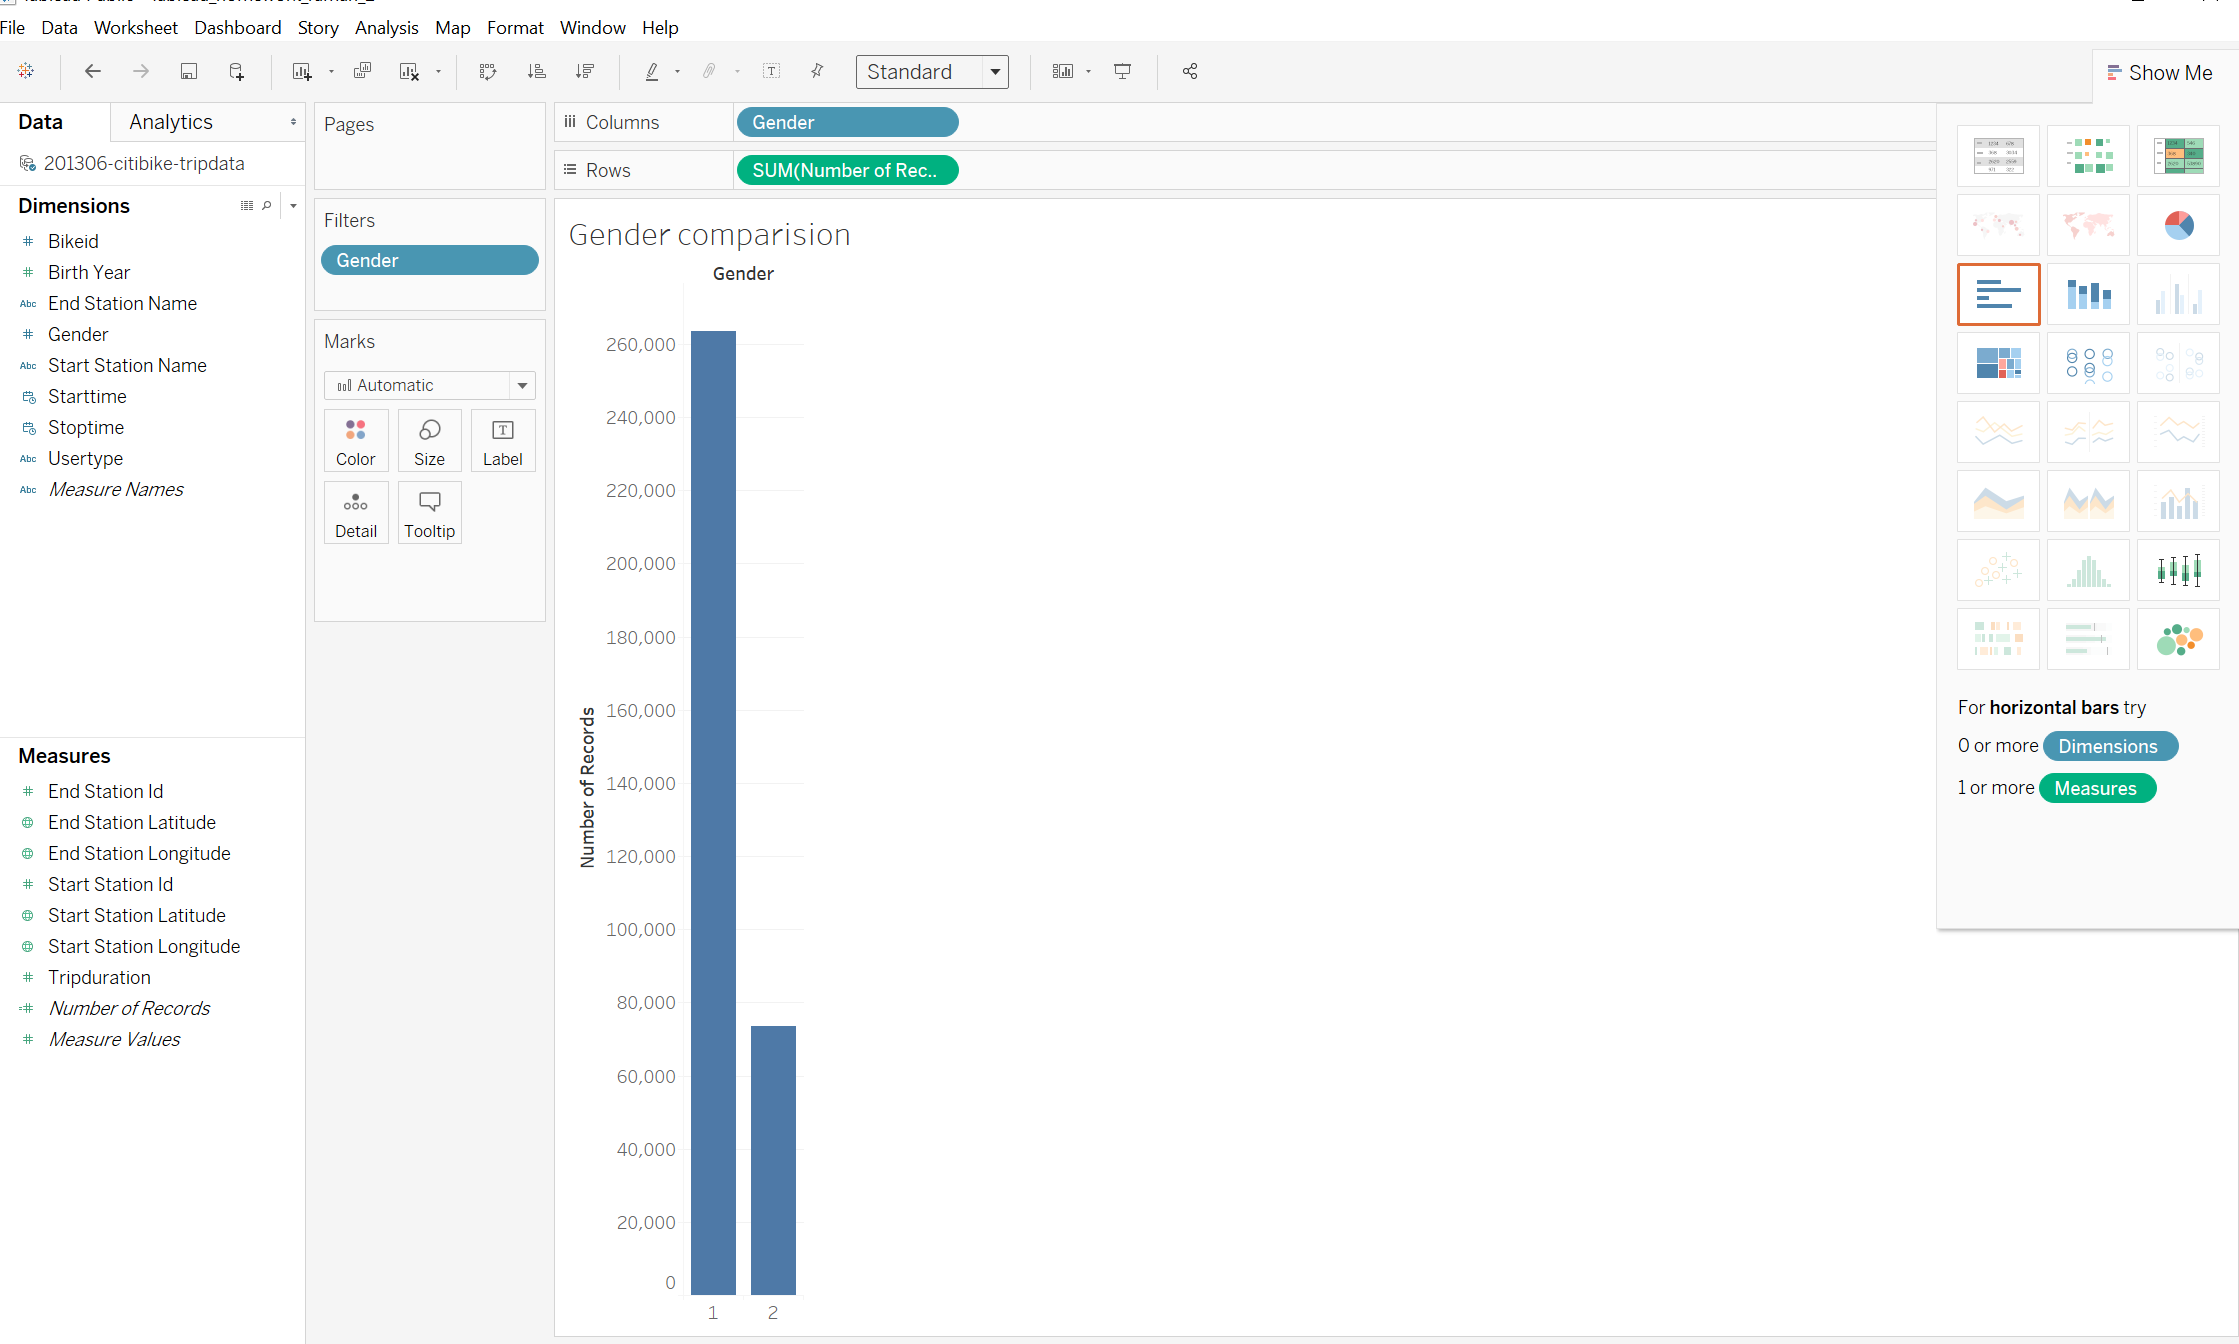 File Data Worksheet Dashboard Story Analysis Map Format Window Help
Standard
Show Me
Data Analytics
201306-citibike-tripdata
Dimensions
Bikeid
Birth Year
Abc End Station Name
Gender
Abc Start Station Name
Starttime
Stoptime
Abc Usertype
Abc Measure Names
Measures
End Station Id
End Station Latitude
End Station Longitude
Start Station Id
Start Station Latitude
Start Station Longitude
Tripduration
Number of Records
Measure Values
Pages
Filters
Gender
Marks
Automatic
Color Size Label
Detail Tooltip
Columns Gender
Rows SUM(Number of Rec..
Gender comparision
Gender
260,000
240,000
220,000
200,000
180,000
160,000
140,000
120,000
100,000
80,000
60,000
40,000
20,000
0
Number of Records
1 2
For horizontal bars try
0 or more Dimensions
1 or more Measures